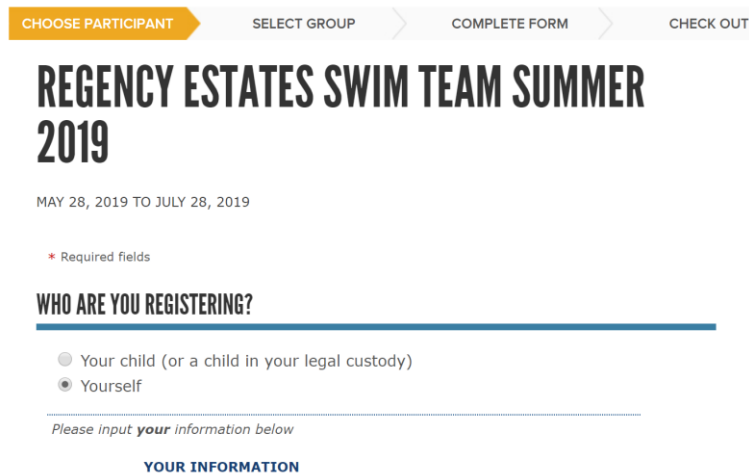 CHOOSE PARTICIPANT SELECT GROUP COMPLETE FORM CHECK OUT
REGENCY ESTATES SWIM TEAM SUMMER
2019
MAY 28, 2019 TO JULY 28, 2019
* Required fields
WHO ARE YOU REGISTERING?
Your child (or a child in your legal custody)
Yourself
Please input your information below
YOUR INFORMATION